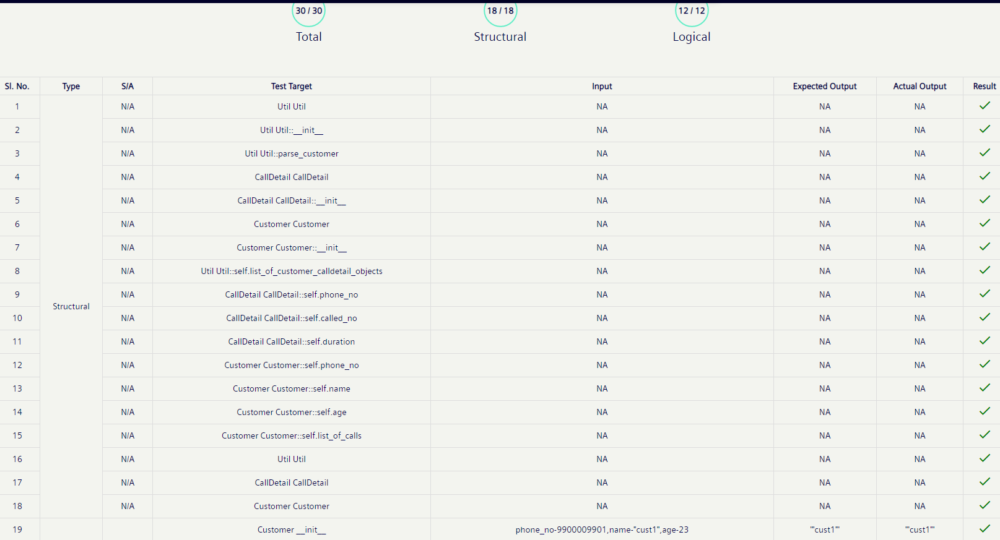 30 / 30 18 / 18 12 / 12
Total Structural Logical
Sl. No. Type S/A Test Target Input Expected Output Actual Output Result
1 N/A Util Util NA NA NA
2 N/A Util Util::__init__ NA NA NA
3 N/A Util Util::parse_customer NA NA NA
4 N/A CallDetail CallDetail NA NA NA
5 N/A CallDetail CallDetail::__init__ NA NA NA
6 N/A Customer Customer NA NA NA
7 N/A Customer Customer::__init__ NA NA NA
8 N/A Util Util::self.list_of_customer_calldetail_objects NA NA NA
9 N/A CallDetail CallDetail::self.phone_no NA NA NA
Structural
10 N/A CallDetail CallDetail::self.called_no NA NA NA
11 N/A CallDetail CallDetail::self.duration NA NA NA
12 N/A Customer Customer::self.phone_no NA NA NA
13 N/A Customer Customer::self.name NA NA NA
14 N/A Customer Customer::self.age NA NA NA
15 N/A Customer Customer::self.list_of_calls NA NA NA
16 N/A Util Util NA NA NA
17 N/A CallDetail CallDetail NA NA NA
18 N/A Customer Customer NA NA NA
19 Customer __init__ phone_no-9900009901,name-"cust1",age-23 '"cust1"' '"cust1"'